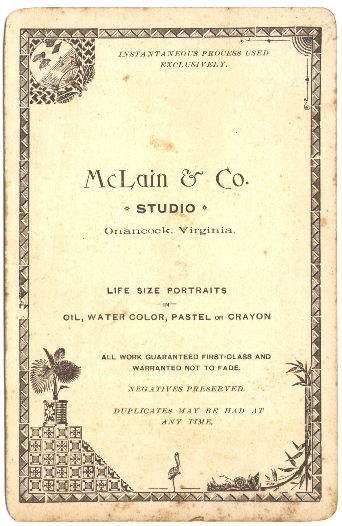 INSTANTANEOUS PROCESS USED
EXCLUSIVELY.
McLain & Co.
STUDIO
Onancock, Virginia.
LIFE SIZE PORTRAITS
IN
OIL, WATER COLOR, PASTEL OR CRAYON
ALL WORK GUARANTEED FIRST-CLASS AND
WARRANTED NOT TO FADE.
NEGATIVES PRESERVED.
DUPLICATES MAY BE HAD AT
ANY TIME.